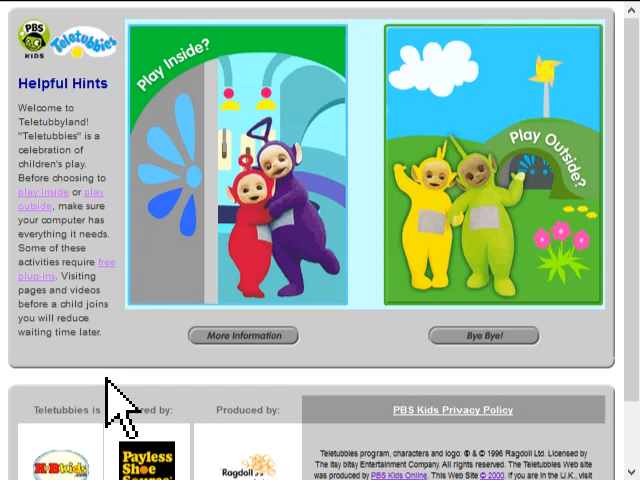 PBS
KIDS
Teletubbies
Helpful Hints
Welcome to
Teletubbyland!
"Teletubbies" is a
celebration of
children's play.
Before choosing to
play inside or play
outside, make sure
your computer has
everything it needs.
Some of these
activities require free
plug-ins. Visiting
pages and videos
before a child joins
you will reduce
waiting time later.
Play Inside?
Play Outside?
More Information
Bye Bye!
Teletubbies is
red by:
Produced by:
PBS Kids Privacy Policy
KBkids
Payless
Shoe
Source
Ragdoll
Teletubbies program, characters and logo: ® & © 1996 Ragdoll Ltd. Licensed by
The itsy bitsy Entertainment Company. All rights reserved. The Teletubbies Web site
was produced by PBS Kids Online. This Web Site © 2000. If you are in the U.K., visit